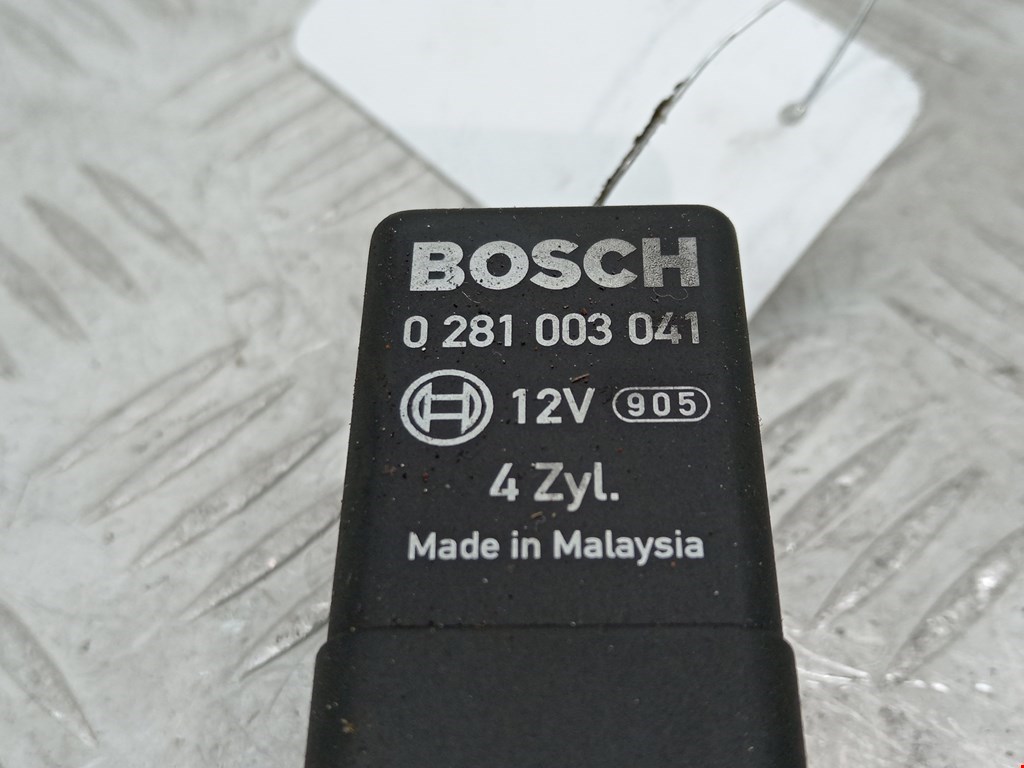 BOSCH
0 281 003 041
12V 905
4 Zyl.
Made in Malaysia